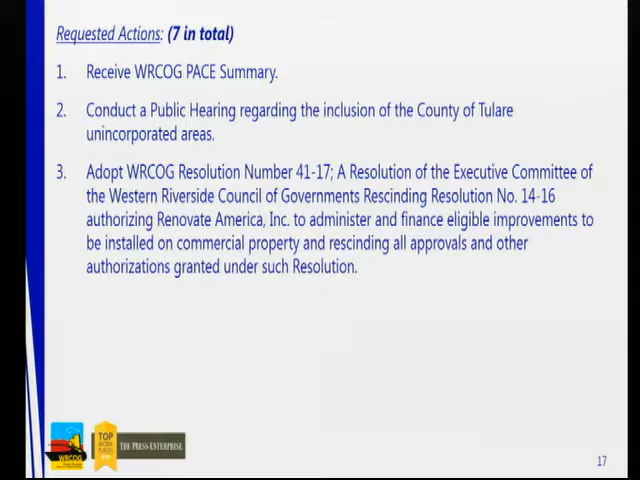 Requested Actions: (7 in total)
1. Receive WRCOG PACE Summary.
2. Conduct a Public Hearing regarding the inclusion of the County of Tulare
unincorporated areas.
3. Adopt WRCOG Resolution Number 41-17; A Resolution of the Executive Committee of
the Western Riverside Council of Governments Rescinding Resolution No. 14-16
authorizing Renovate America, Inc. to administer and finance eligible improvements to
be installed on commercial property and rescinding all approvals and other
authorizations granted under such Resolution.
WRCOG
TOP
WORK
PLACES
THE PRESS-ENTERPRISE
17